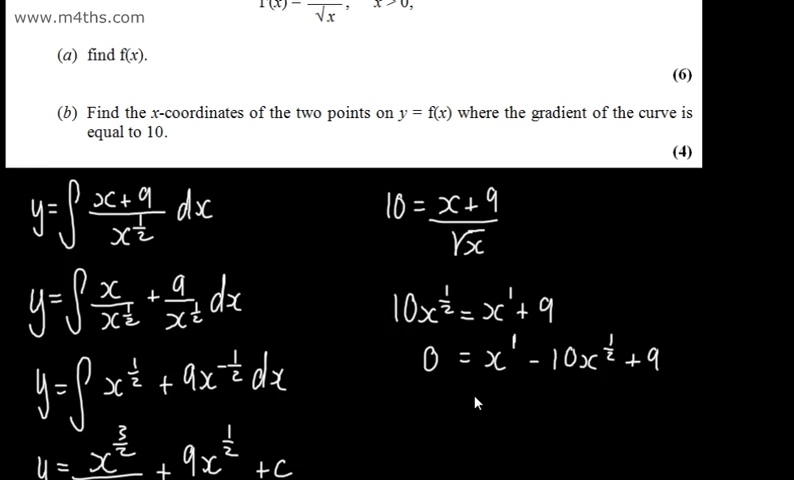 www.m4ths.com
√x , x > 0,
(a) find f(x).
(6)
(b) Find the x-coordinates of the two points on y = f(x) where the gradient of the curve is
equal to 10.
(4)
y = ∫ (x + 9)/x^(1/2) dx
y = ∫ x/x^(1/2) + 9/x^(1/2) dx
y = ∫ x^(1/2) + 9x^(-1/2) dx
y = x^(3/2) + 9x^(1/2) + c
10 = (x + 9)/√x
10x^(1/2) = x^1 + 9
0 = x^1 - 10x^(1/2) + 9